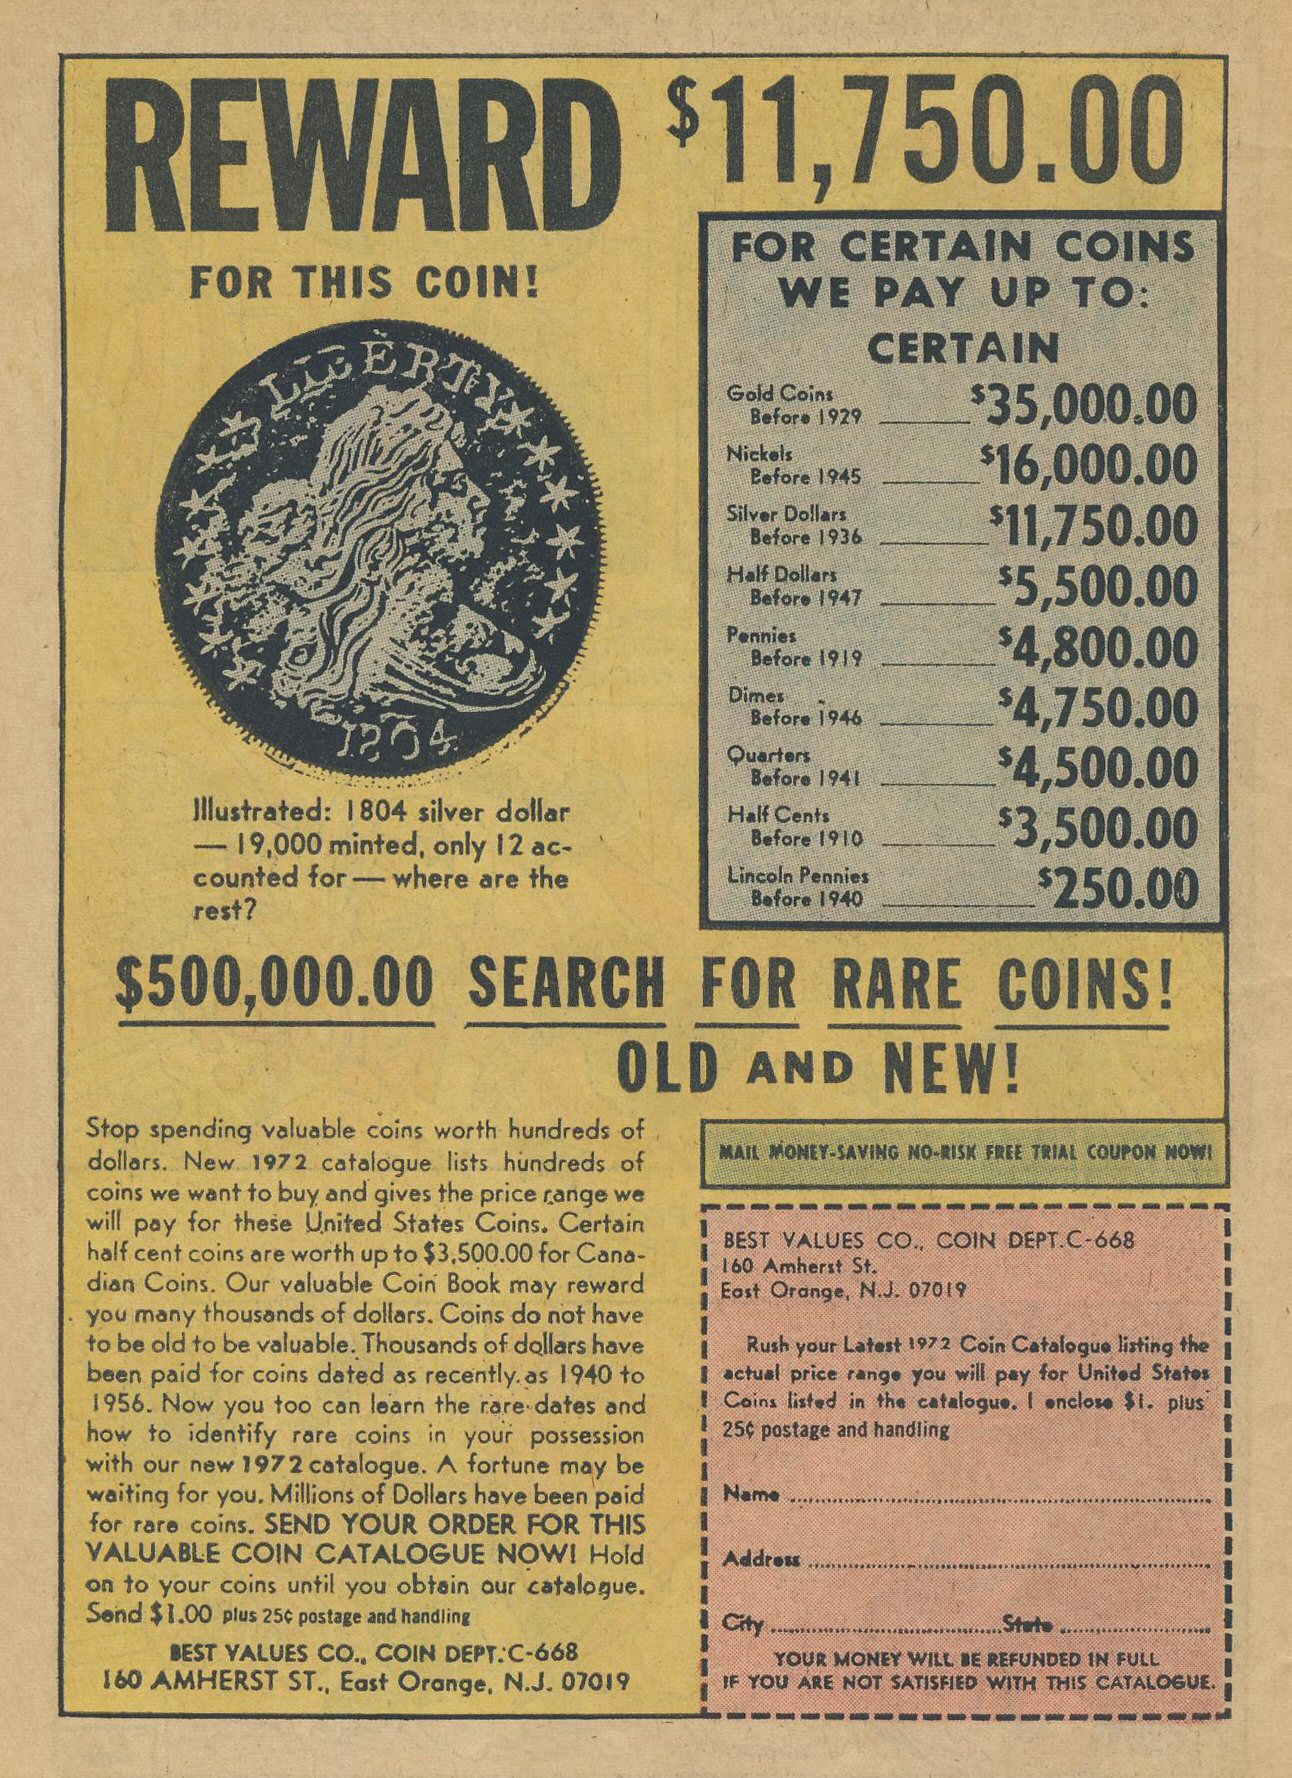 REWARD $11,750.00
FOR THIS COIN!
LIBERTY
1804
Illustrated: 1804 silver dollar
— 19,000 minted, only 12 ac-
counted for — where are the
rest?
FOR CERTAIN COINS
WE PAY UP TO:
CERTAIN
Gold Coins
Before 1929 ______ $35,000.00
Nickels
Before 1945 ______ $16,000.00
Silver Dollars
Before 1936 ______ $11,750.00
Half Dollars
Before 1947 ______ $5,500.00
Pennies
Before 1919 ______ $4,800.00
Dimes
Before 1946 ______ $4,750.00
Quarters
Before 1941 ______ $4,500.00
Half Cents
Before 1910 ______ $3,500.00
Lincoln Pennies
Before 1940 ______ $250.00
$500,000.00 SEARCH FOR RARE COINS!
OLD AND NEW!
Stop spending valuable coins worth hundreds of
dollars. New 1972 catalogue lists hundreds of
coins we want to buy and gives the price range we
will pay for these United States Coins. Certain
half cent coins are worth up to $3,500.00 for Cana-
dian Coins. Our valuable Coin Book may reward
you many thousands of dollars. Coins do not have
to be old to be valuable. Thousands of dollars have
been paid for coins dated as recently as 1940 to
1956. Now you too can learn the rare dates and
how to identify rare coins in your possession
with our new 1972 catalogue. A fortune may be
waiting for you. Millions of Dollars have been paid
for rare coins. SEND YOUR ORDER FOR THIS
VALUABLE COIN CATALOGUE NOW! Hold
on to your coins until you obtain our catalogue.
Send $1.00 plus 25¢ postage and handling
BEST VALUES CO., COIN DEPT. C-668
160 AMHERST ST., East Orange, N.J. 07019
MAIL MONEY-SAVING NO-RISK FREE TRIAL COUPON NOW!
BEST VALUES CO., COIN DEPT. C-668
160 Amherst St.
East Orange, N.J. 07019
Rush your Latest 1972 Coin Catalogue listing the
actual price range you will pay for United States
Coins listed in the catalogue. I enclose $1. plus
25¢ postage and handling
Name ..........
Address ..........
City .......... State ..........
YOUR MONEY WILL BE REFUNDED IN FULL
IF YOU ARE NOT SATISFIED WITH THIS CATALOGUE.